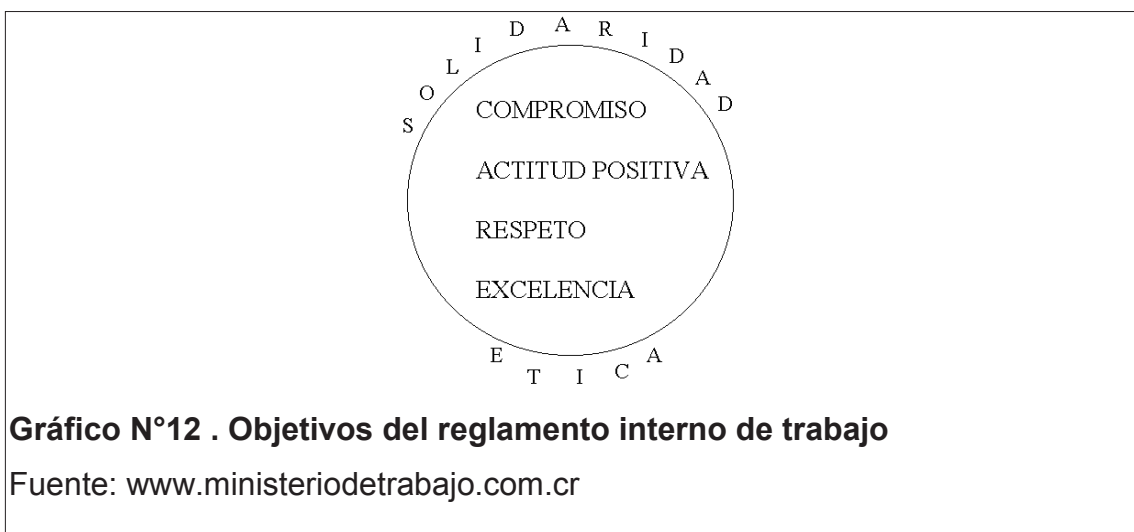 SOLIDARIDAD
COMPROMISO
ACTITUD POSITIVA
RESPETO
EXCELENCIA
ETICA
Gráfico N°12 . Objetivos del reglamento interno de trabajo
Fuente: www.ministeriodetrabajo.com.cr